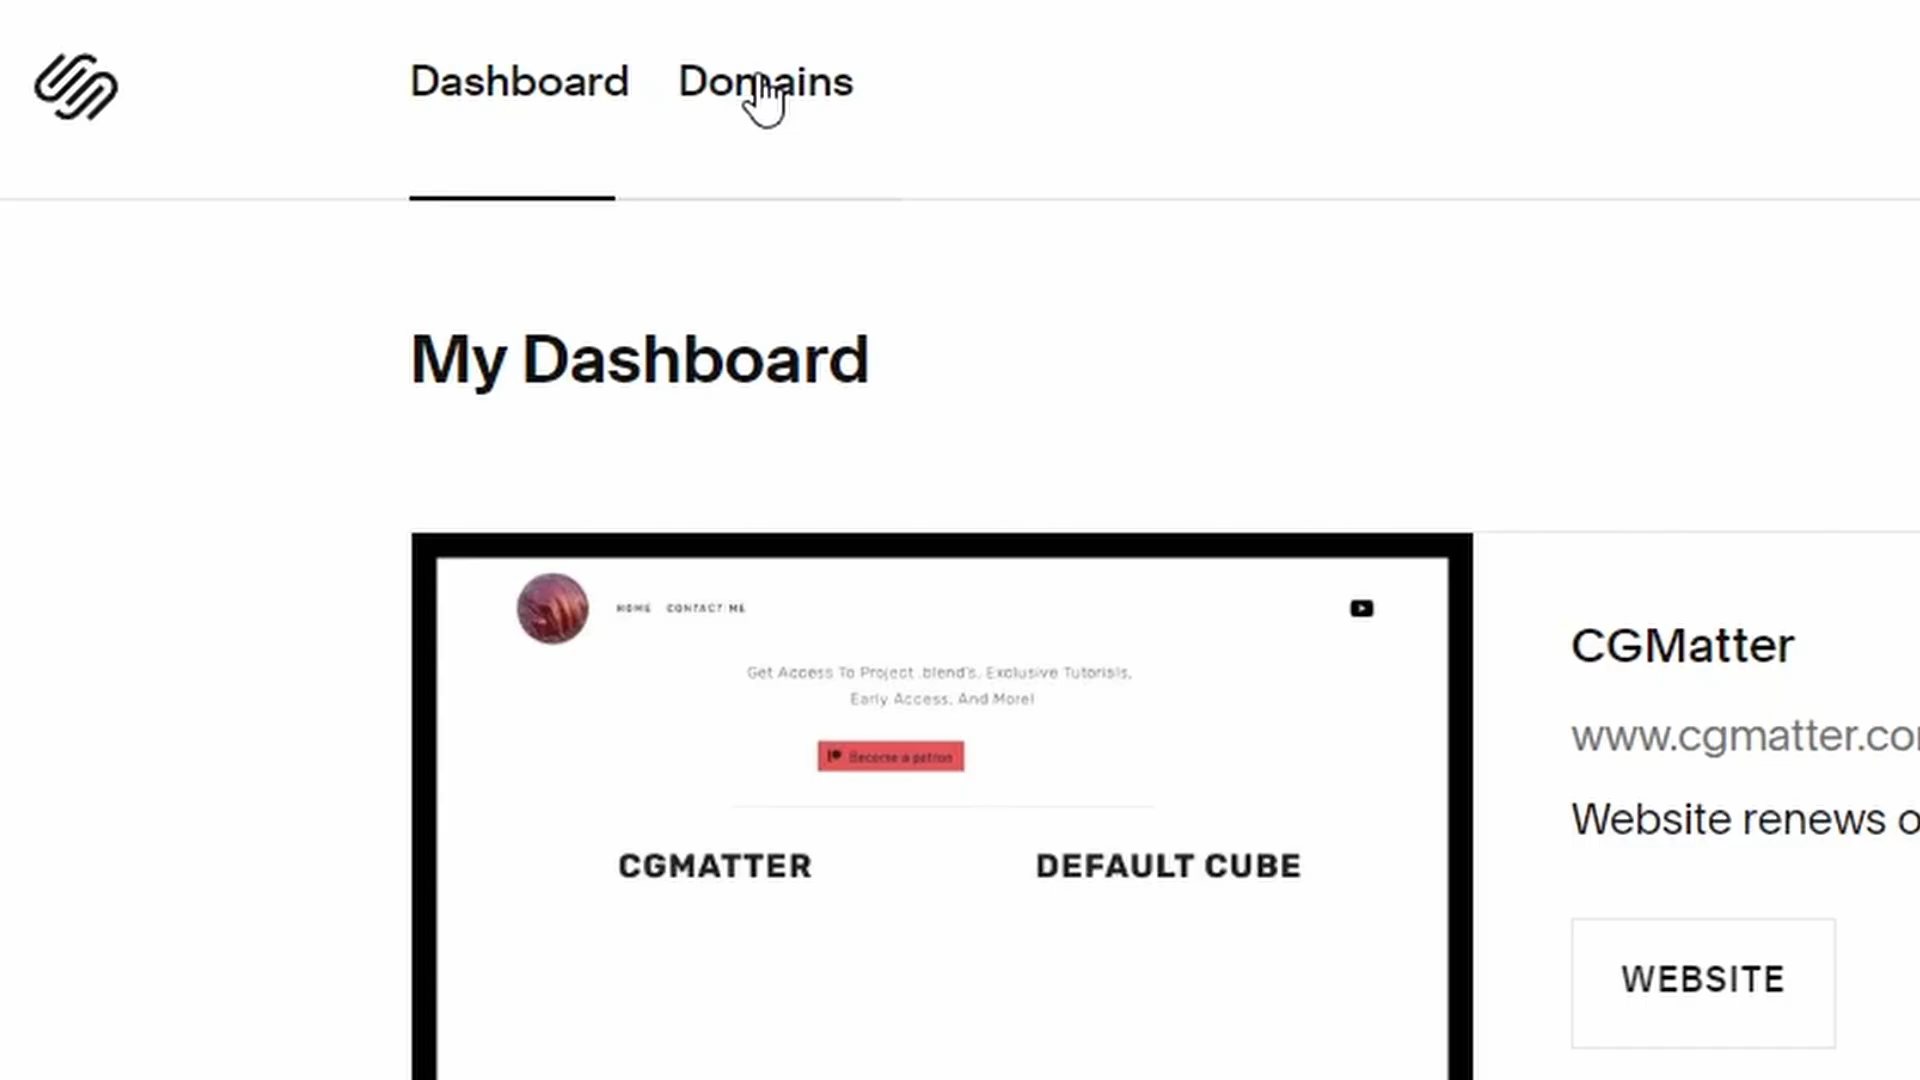 Dashboard Domains
My Dashboard
HOME CONTACT ME
Get Access To Project .blend's, Exclusive Tutorials,
Early Access, And More!
Become a patron
CGMATTER DEFAULT CUBE
CGMatter
www.cgmatter.co
Website renews o
WEBSITE